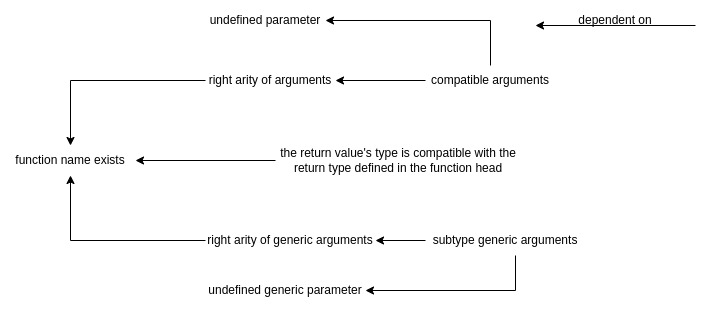 undefined parameter
dependent on
right arity of arguments
compatible arguments
function name exists
the return value's type is compatible with the
return type defined in the function head
right arity of generic arguments
subtype generic arguments
undefined generic parameter